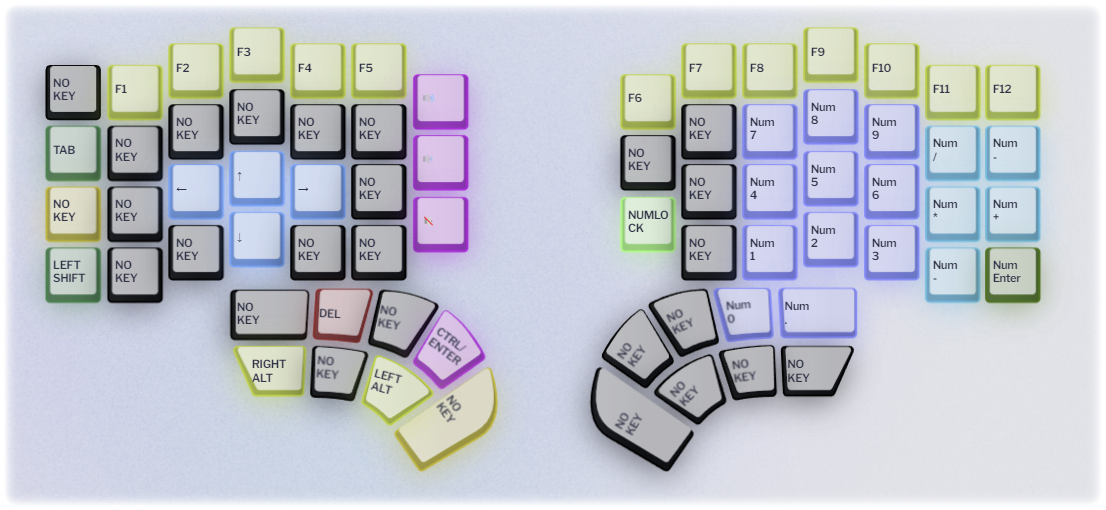 NO
KEY
F1
F2
F3
F4
F5
TAB
NO
KEY
NO
KEY
NO
KEY
NO
KEY
NO
KEY
NO
KEY
NO
KEY
←
↑
→
NO
KEY
LEFT
SHIFT
NO
KEY
NO
KEY
↓
NO
KEY
NO
KEY
NO
KEY
DEL
NO
KEY
CTRL/
ENTER
RIGHT
ALT
NO
KEY
LEFT
ALT
NO
KEY
F6
F7
F8
F9
F10
F11
F12
NO
KEY
NO
KEY
Num
7
Num
8
Num
9
Num
/
Num
-
NUMLO
CK
NO
KEY
Num
4
Num
5
Num
6
Num
*
Num
+
NO
KEY
Num
1
Num
2
Num
3
Num
-
Num
Enter
NO
KEY
NO
KEY
Num
0
Num
.
NO
KEY
NO
KEY
NO
KEY
NO
KEY